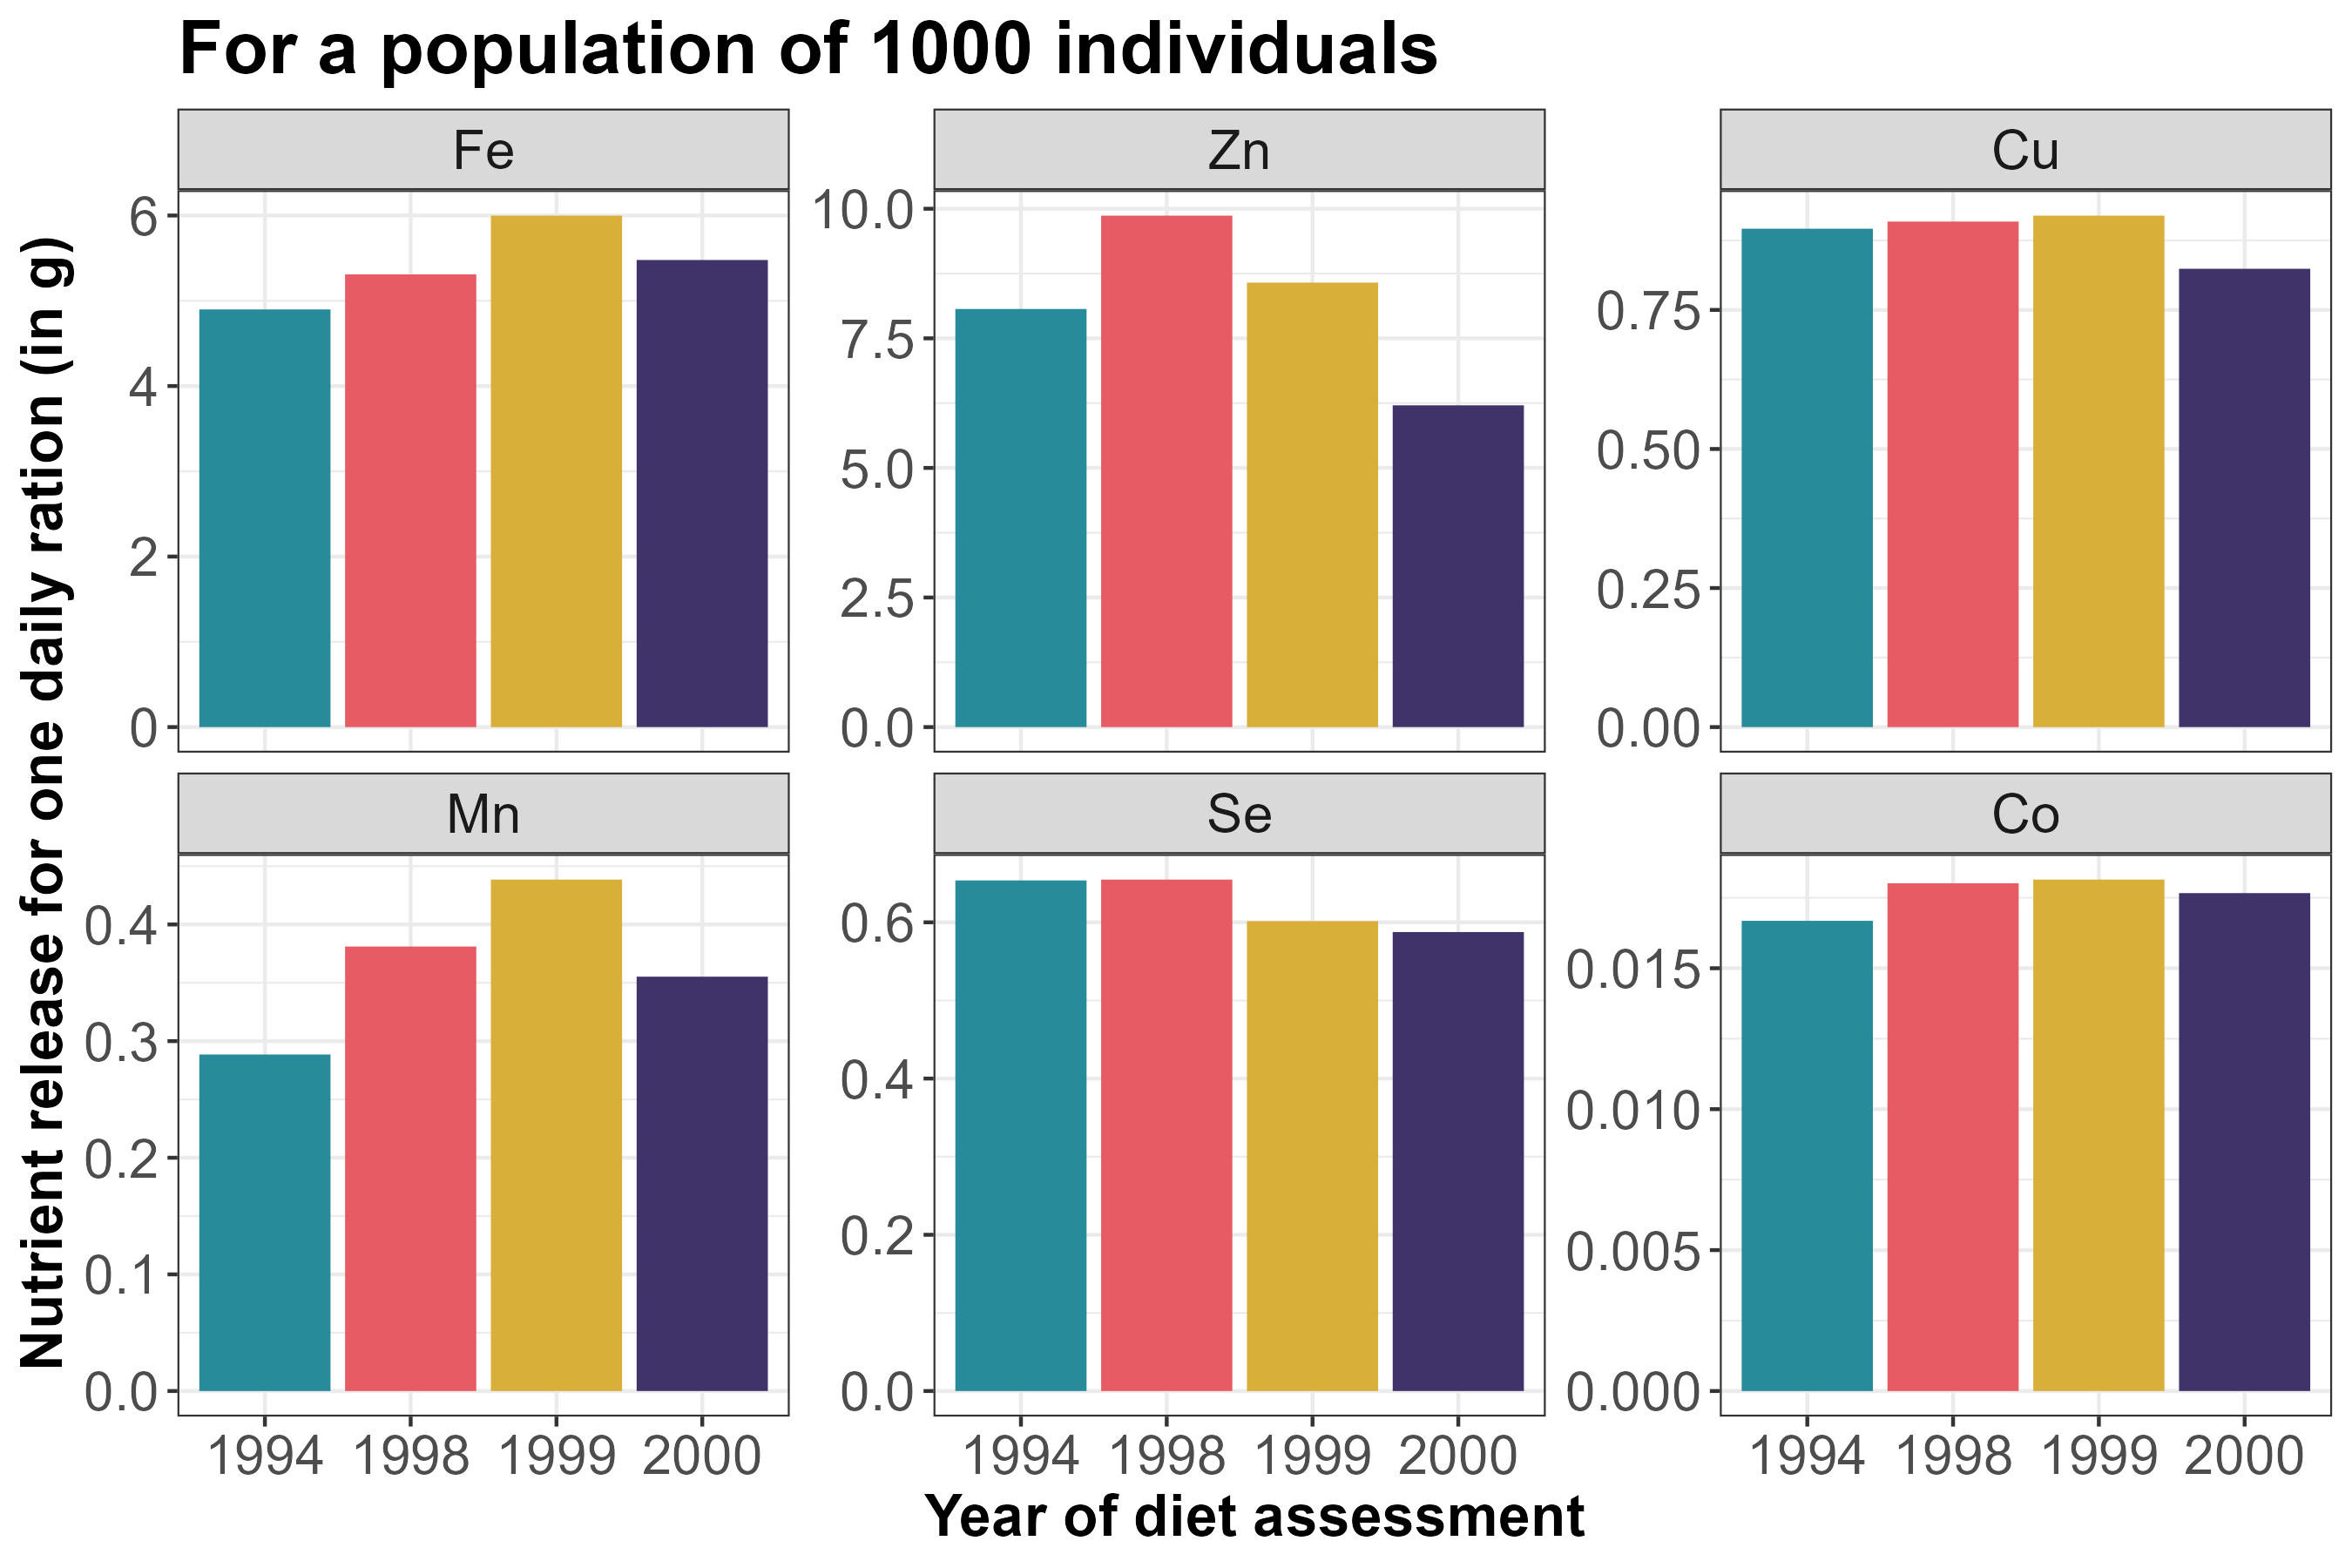 For a population of 1000 individuals
Nutrient release for one daily ration (in g)
Fe
6
4
2
0
Zn
10.0
7.5
5.0
2.5
0.0
Cu
0.75
0.50
0.25
0.00
Mn
0.4
0.3
0.2
0.1
0.0
1994 1998 1999 2000
Se
0.6
0.4
0.2
0.0
1994 1998 1999 2000
Co
0.015
0.010
0.005
0.000
1994 1998 1999 2000
Year of diet assessment